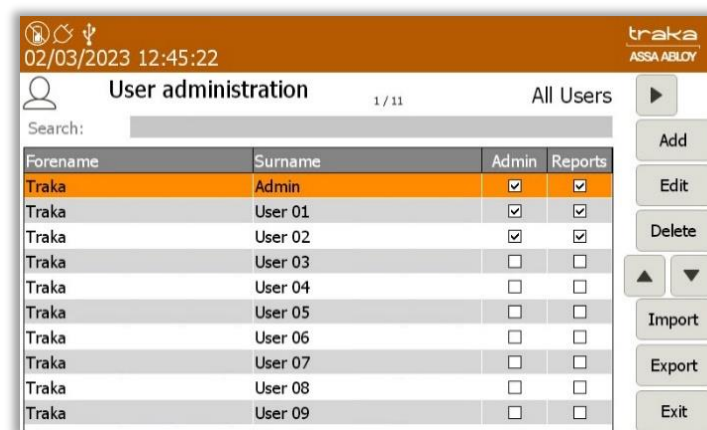 traka
ASSA ABLOY
02/03/2023 12:45:22
User administration 1 / 11 All Users
Search:
Add
Forename Surname Admin Reports
Traka Admin
Edit
Traka User 01
Traka User 02
Delete
Traka User 03
Traka User 04
Traka User 05
Import
Traka User 06
Traka User 07
Export
Traka User 08
Traka User 09
Exit